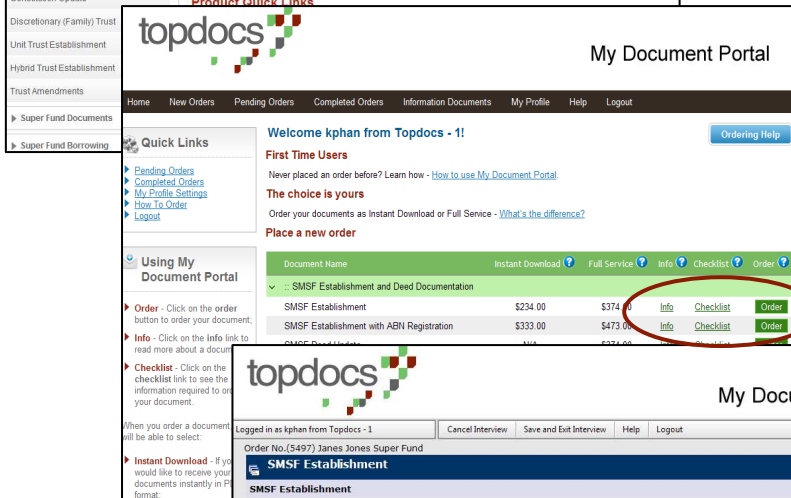 Product Quick Links
Discretionary (Family) Trust
Unit Trust Establishment
Hybrid Trust Establishment
Trust Amendments
Super Fund Documents
Super Fund Borrowing
topdocs
My Document Portal
Home New Orders Pending Orders Completed Orders Information Documents My Profile Help Logout
Quick Links
Pending Orders
Completed Orders
My Profile Settings
How To Order
Logout
Using My
Document Portal
Order - Click on the order
button to order your document;
Info - Click on the info link to
read more about a docum
Checklist - Click on the
checklist link to see the
information required to ord
your document.
When you order a document
will be able to select:
Instant Download - If yo
would like to receive your
documents instantly in P
format:
Welcome kphan from Topdocs - 1!
Ordering Help
First Time Users
Never placed an order before? Learn how - How to use My Document Portal.
The choice is yours
Order your documents as Instant Download or Full Service - What's the difference?
Place a new order
Document Name Instant Download ? Full Service ? Info ? Checklist ? Order ?
:: SMSF Establishment and Deed Documentation
SMSF Establishment $234.00 $374.00 Info Checklist Order
SMSF Establishment with ABN Registration $333.00 $473.00 Info Checklist Order
topdocs
My Docu
Logged in as kphan from Topdocs - 1 Cancel Interview Save and Exit Interview Help Logout
Order No.(5497) Janes Jones Super Fund
SMSF Establishment
SMSF Establishment